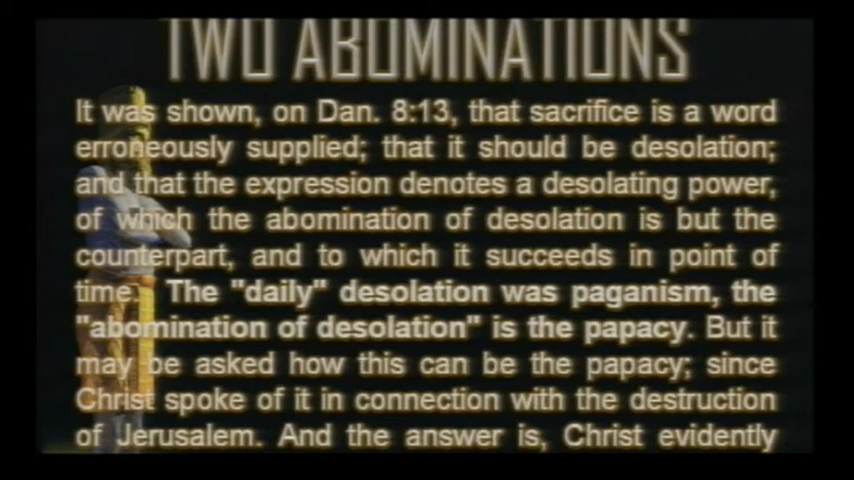 TWO ABOMINATIONS
It was shown, on Dan. 8:13, that sacrifice is a word
erroneously supplied; that it should be desolation;
and that the expression denotes a desolating power,
of which the abomination of desolation is but the
counterpart, and to which it succeeds in point of
time. The "daily" desolation was paganism, the
"abomination of desolation" is the papacy. But it
may be asked how this can be the papacy; since
Christ spoke of it in connection with the destruction
of Jerusalem. And the answer is, Christ evidently